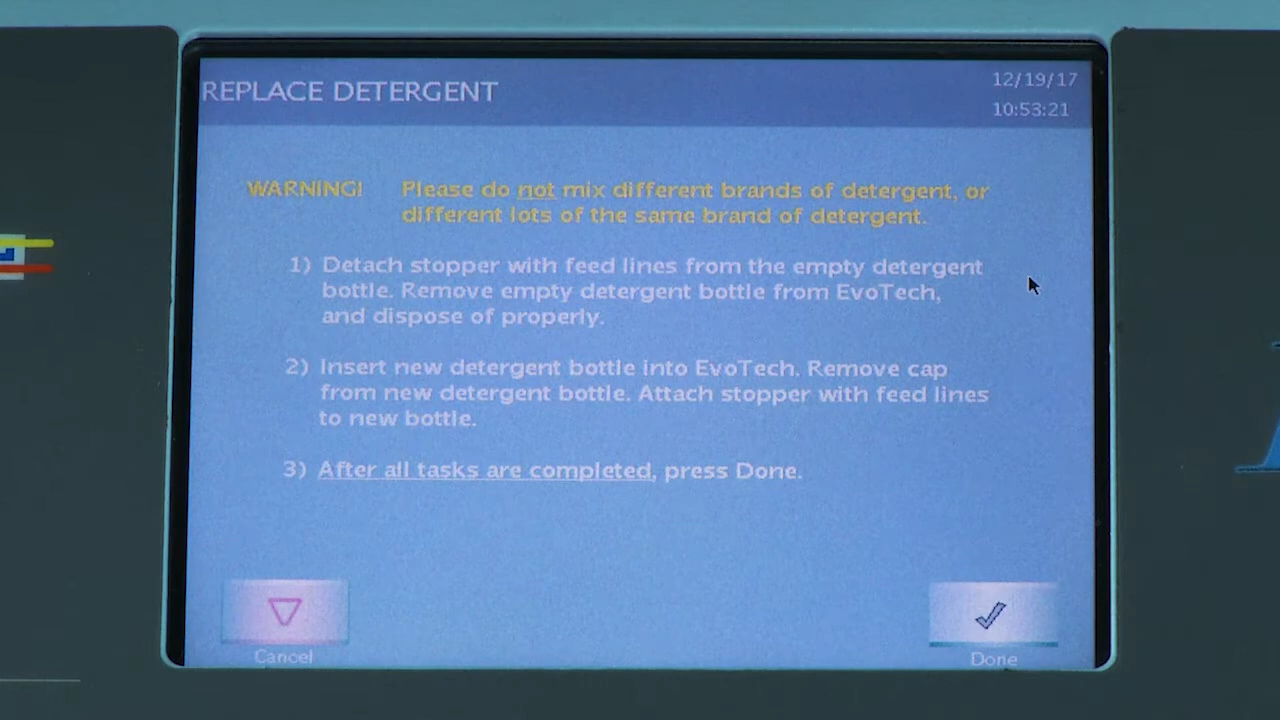 REPLACE DETERGENT
12/19/17
10:53:21
WARNING! Please do not mix different brands of detergent, or
different lots of the same brand of detergent.
1) Detach stopper with feed lines from the empty detergent
bottle. Remove empty detergent bottle from EvoTech,
and dispose of properly.
2) Insert new detergent bottle into EvoTech. Remove cap
from new detergent bottle. Attach stopper with feed lines
to new bottle.
3) After all tasks are completed, press Done.
Cancel
Done